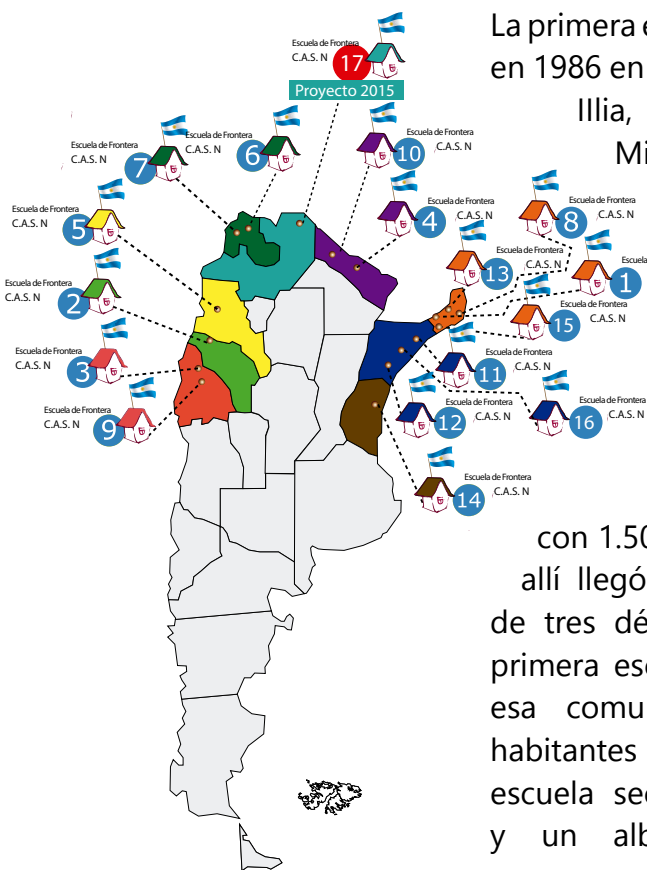 La primera e
en 1986 en
Illia,
Mi
Escuela de Frontera
C.A.S. N
17
Proyecto 2015
Escuela de Frontera
C.A.S. N
7
Escuela de Frontera
C.A.S. N
6
Escuela de Frontera
C.A.S. N
10
Escuela de Frontera
C.A.S. N
5
Escuela de Frontera
C.A.S. N
4
Escuela de Frontera
C.A.S. N
8
Escuela de Frontera
C.A.S. N
13
Escuela
C.A.S. N
1
Escuela de Frontera
C.A.S. N
2
Escuela de Frontera
C.A.S. N
15
Escuela de Frontera
C.A.S. N
3
Escuela de Frontera
C.A.S. N
11
Escuela de Frontera
C.A.S. N
9
Escuela de Frontera
C.A.S. N
12
Escuela de Frontera
C.A.S. N
16
Escuela de Frontera
C.A.S. N
14
con 1.50
allí llegó
de tres dé
primera es
esa comu
habitantes
escuela se
y un alb